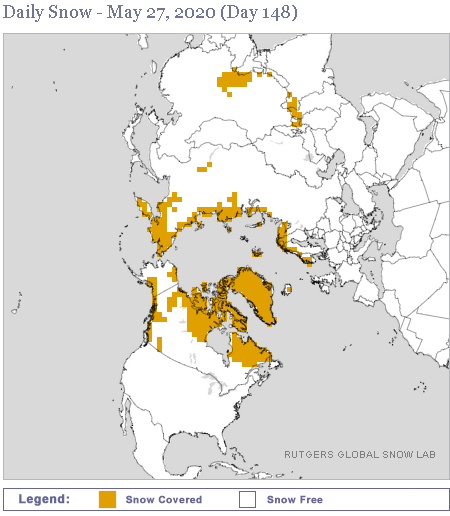 Daily Snow - May 27, 2020 (Day 148)
RUTGERS GLOBAL SNOW LAB
Legend: Snow Covered Snow Free